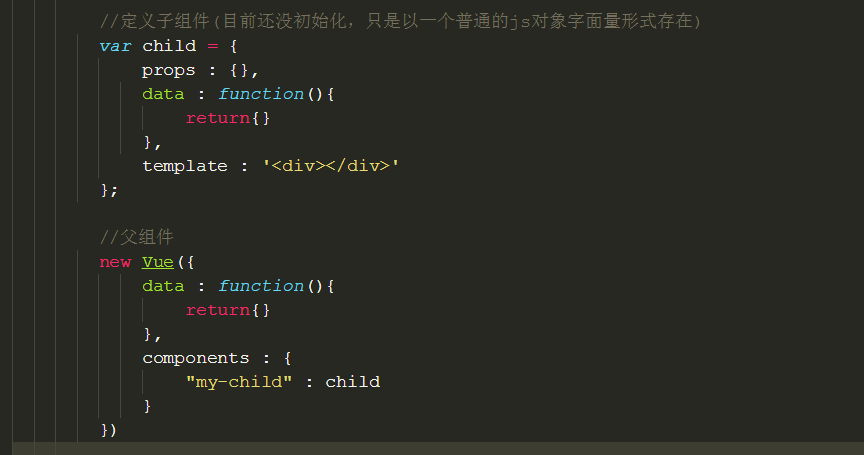 //定义子组件(目前还没初始化，只是以一个普通的js对象字面量形式存在)
var child = {
props : {},
data : function(){
return{}
},
template : '<div></div>'
};
//父组件
new Vue({
data : function(){
return{}
},
components : {
"my-child" : child
}
})